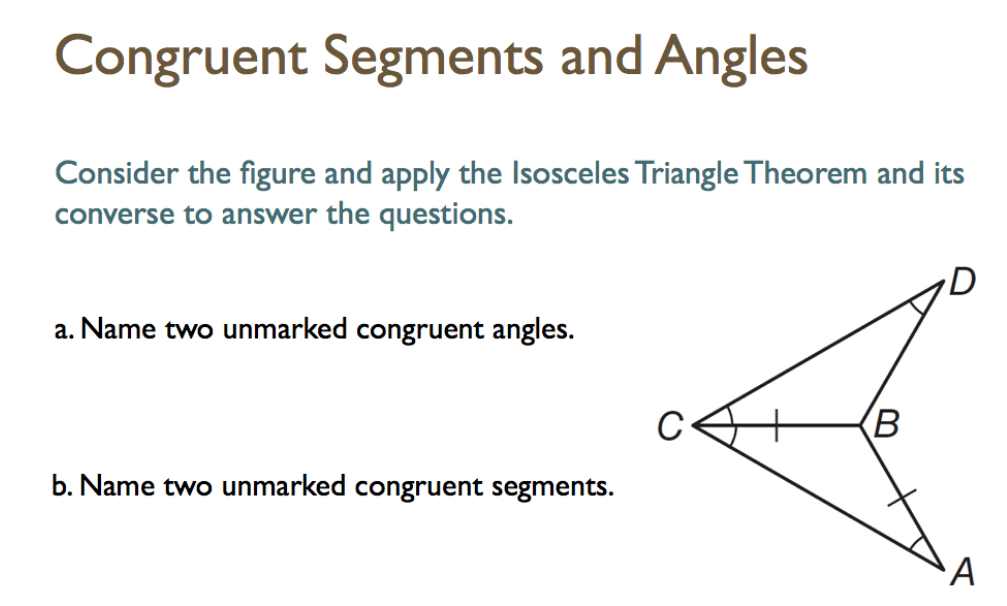 Congruent Segments and Angles
Consider the figure and apply the Isosceles Triangle Theorem and its
converse to answer the questions.
D
a. Name two unmarked congruent angles.
C
B
b. Name two unmarked congruent segments.
A